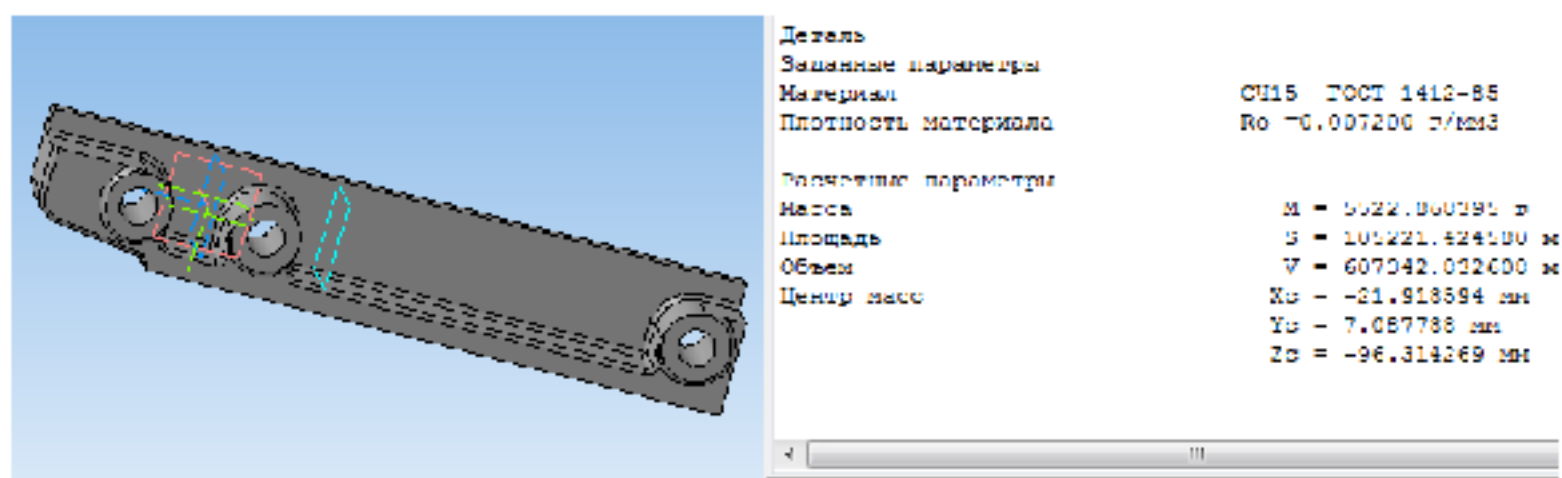 Деталь
Заданные параметры
Материал СЧ15 ГОСТ 1412-85
Плотность материала Ro =0.007200 г/мм3
Расчетные параметры
Масса M = г
Площадь S = м
Объем V = м
Центр масс Xc = -21.918594 мм
Yc = 7.087788 мм
Zc = -96.314269 мм